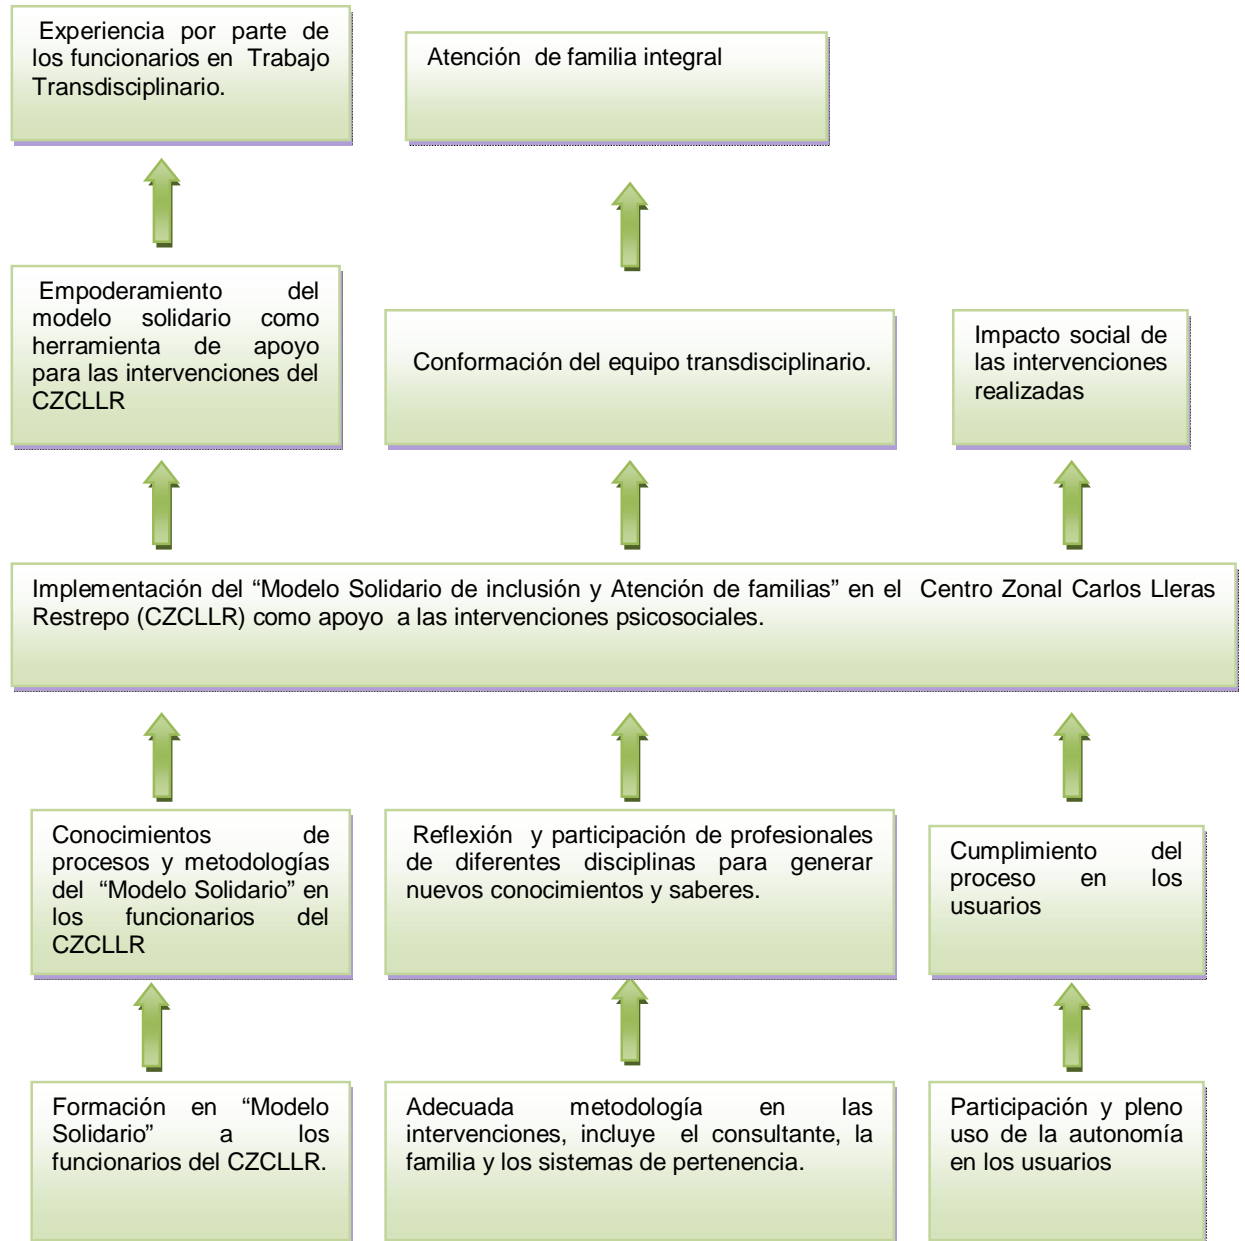 Experiencia por parte de
los funcionarios en Trabajo
Transdisciplinario.
Atención de familia integral
Empoderamiento del
modelo solidario como
herramienta de apoyo
para las intervenciones del
CZCLLR
Conformación del equipo transdisciplinario.
Impacto social de
las intervenciones
realizadas
Implementación del “Modelo Solidario de inclusión y Atención de familias” en el Centro Zonal Carlos Lleras
Restrepo (CZCLLR) como apoyo a las intervenciones psicosociales.
Conocimientos de
procesos y metodologías
del “Modelo Solidario” en
los funcionarios del
CZCLLR
Reflexión y participación de profesionales
de diferentes disciplinas para generar
nuevos conocimientos y saberes.
Cumplimiento del
proceso en los
usuarios
Formación en “Modelo
Solidario” a los
funcionarios del CZCLLR.
Adecuada metodología en las
intervenciones, incluye el consultante, la
familia y los sistemas de pertenencia.
Participación y pleno
uso de la autonomía
en los usuarios